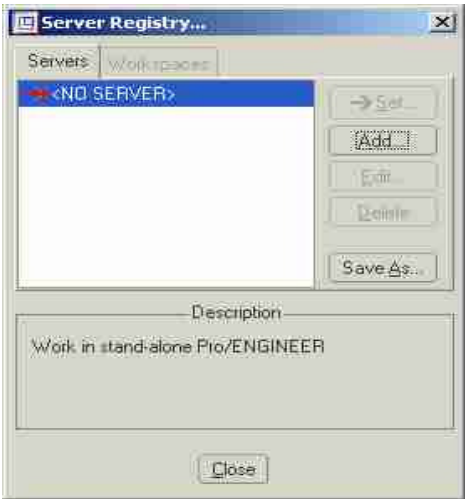 Server Registry...
Servers
Workspaces
<NO SERVER>
Set...
Add...
Edit...
Delete
Save As...
Description
Work in stand-alone Pro/ENGINEER
Close